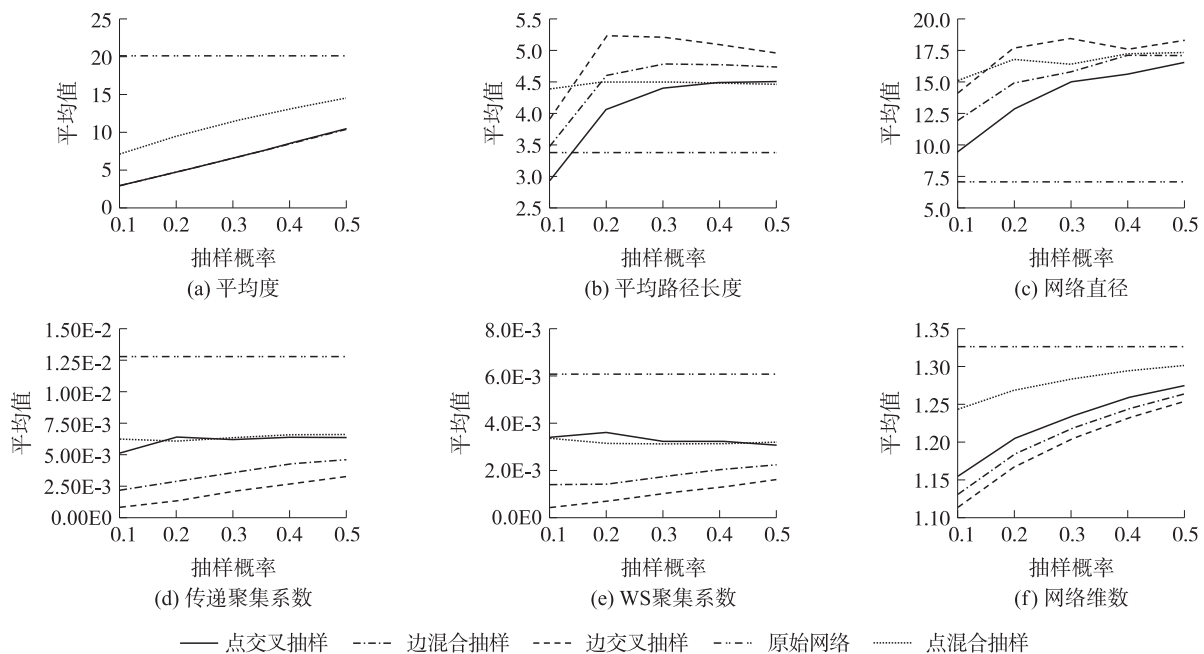 25
20
15
10
5
0
平均值
0.1 0.2 0.3 0.4 0.5
抽样概率
(a) 平均度
5.5
5.0
4.5
4.0
3.5
3.0
2.5
平均值
0.1 0.2 0.3 0.4 0.5
抽样概率
(b) 平均路径长度
20.0
17.5
15.0
12.5
10.0
7.5
5.0
平均值
0.1 0.2 0.3 0.4 0.5
抽样概率
(c) 网络直径
1.50E-2
1.25E-2
1.00E-2
7.50E-3
5.00E-3
2.50E-3
0.00E0
平均值
0.1 0.2 0.3 0.4 0.5
抽样概率
(d) 传递聚集系数
8.0E-3
6.0E-3
4.0E-3
2.0E-3
0.0E0
平均值
0.1 0.2 0.3 0.4 0.5
抽样概率
(e) WS聚集系数
1.35
1.30
1.25
1.20
1.15
1.10
平均值
0.1 0.2 0.3 0.4 0.5
抽样概率
(f) 网络维数
点交叉抽样 边混合抽样 边交叉抽样 原始网络 点混合抽样